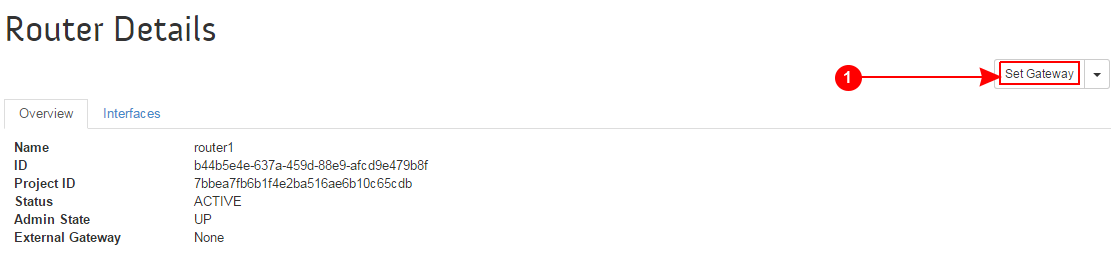 Router Details
1
Set Gateway
Overview Interfaces
Name router1
ID b44b5e4e-637a-459d-88e9-afcd9e479b8f
Project ID 7bbea7fb6b1f4e2ba516ae6b10c65cdb
Status ACTIVE
Admin State UP
External Gateway None